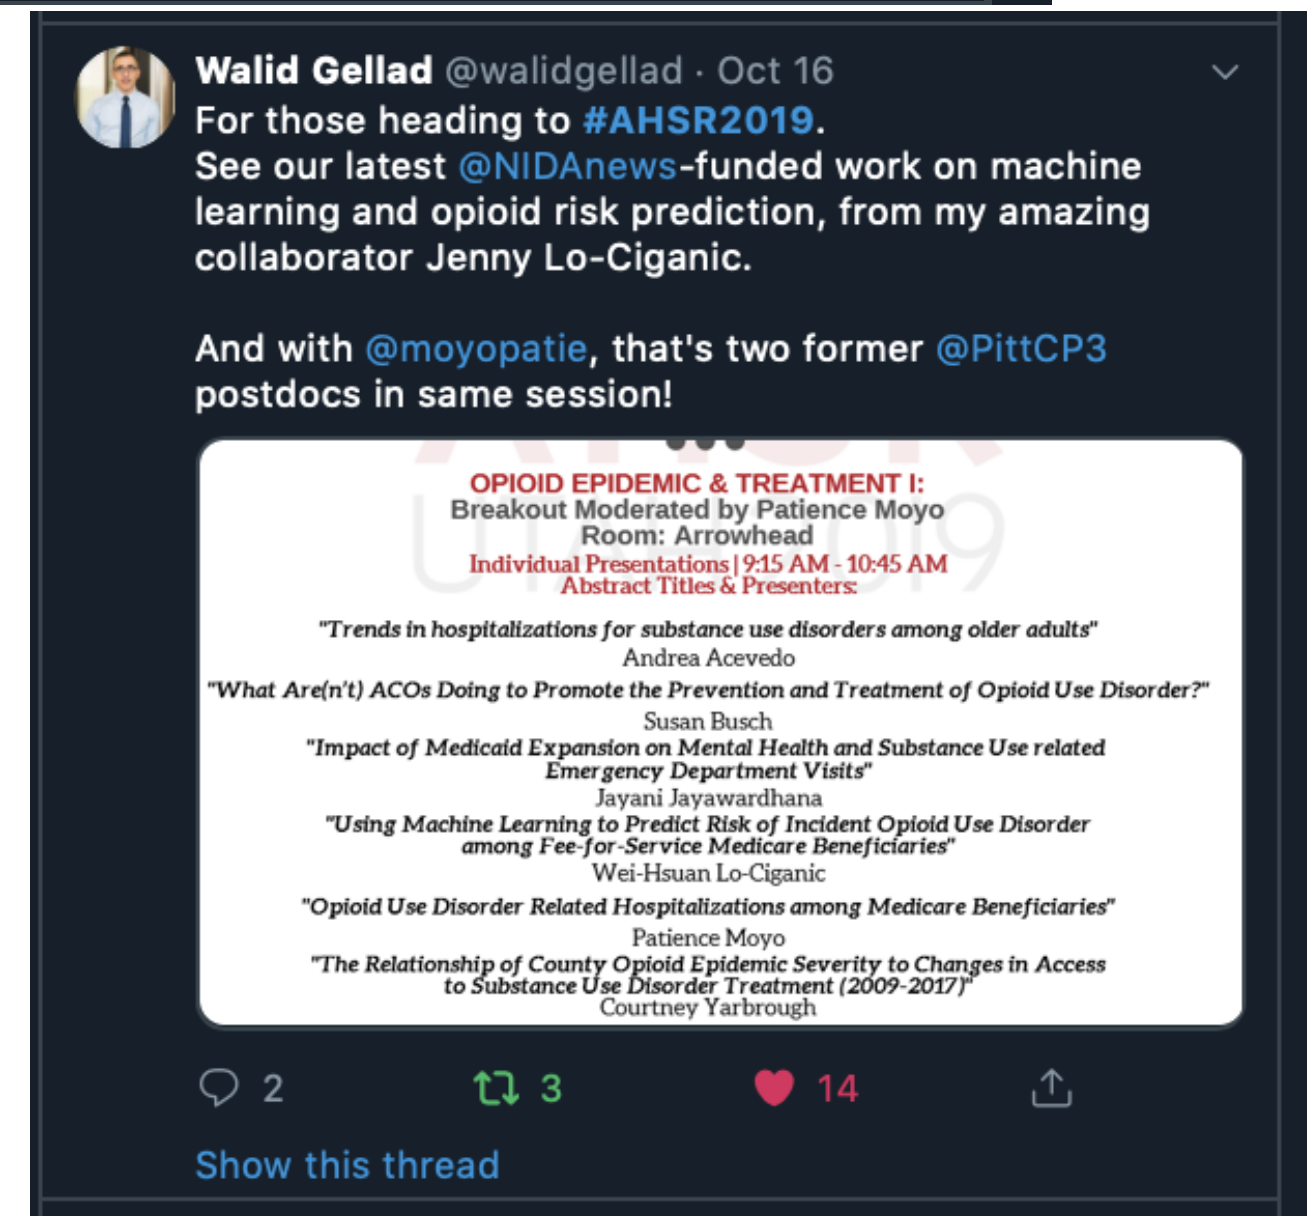 Walid Gellad @walidgellad · Oct 16
For those heading to #AHSR2019.
See our latest @NIDAnews-funded work on machine
learning and opioid risk prediction, from my amazing
collaborator Jenny Lo-Ciganic.
And with @moyopatie, that's two former @PittCP3
postdocs in same session!
AHSR
UTAH 2019
OPIOID EPIDEMIC & TREATMENT I:
Breakout Moderated by Patience Moyo
Room: Arrowhead
Individual Presentations | 9:15 AM - 10:45 AM
Abstract Titles & Presenters:
"Trends in hospitalizations for substance use disorders among older adults"
Andrea Acevedo
"What Are(n't) ACOs Doing to Promote the Prevention and Treatment of Opioid Use Disorder?"
Susan Busch
"Impact of Medicaid Expansion on Mental Health and Substance Use related
Emergency Department Visits"
Jayani Jayawardhana
"Using Machine Learning to Predict Risk of Incident Opioid Use Disorder
among Fee-for-Service Medicare Beneficiaries"
Wei-Hsuan Lo-Ciganic
"Opioid Use Disorder Related Hospitalizations among Medicare Beneficiaries"
Patience Moyo
"The Relationship of County Opioid Epidemic Severity to Changes in Access
to Substance Use Disorder Treatment (2009-2017)"
Courtney Yarbrough
2 3 14
Show this thread